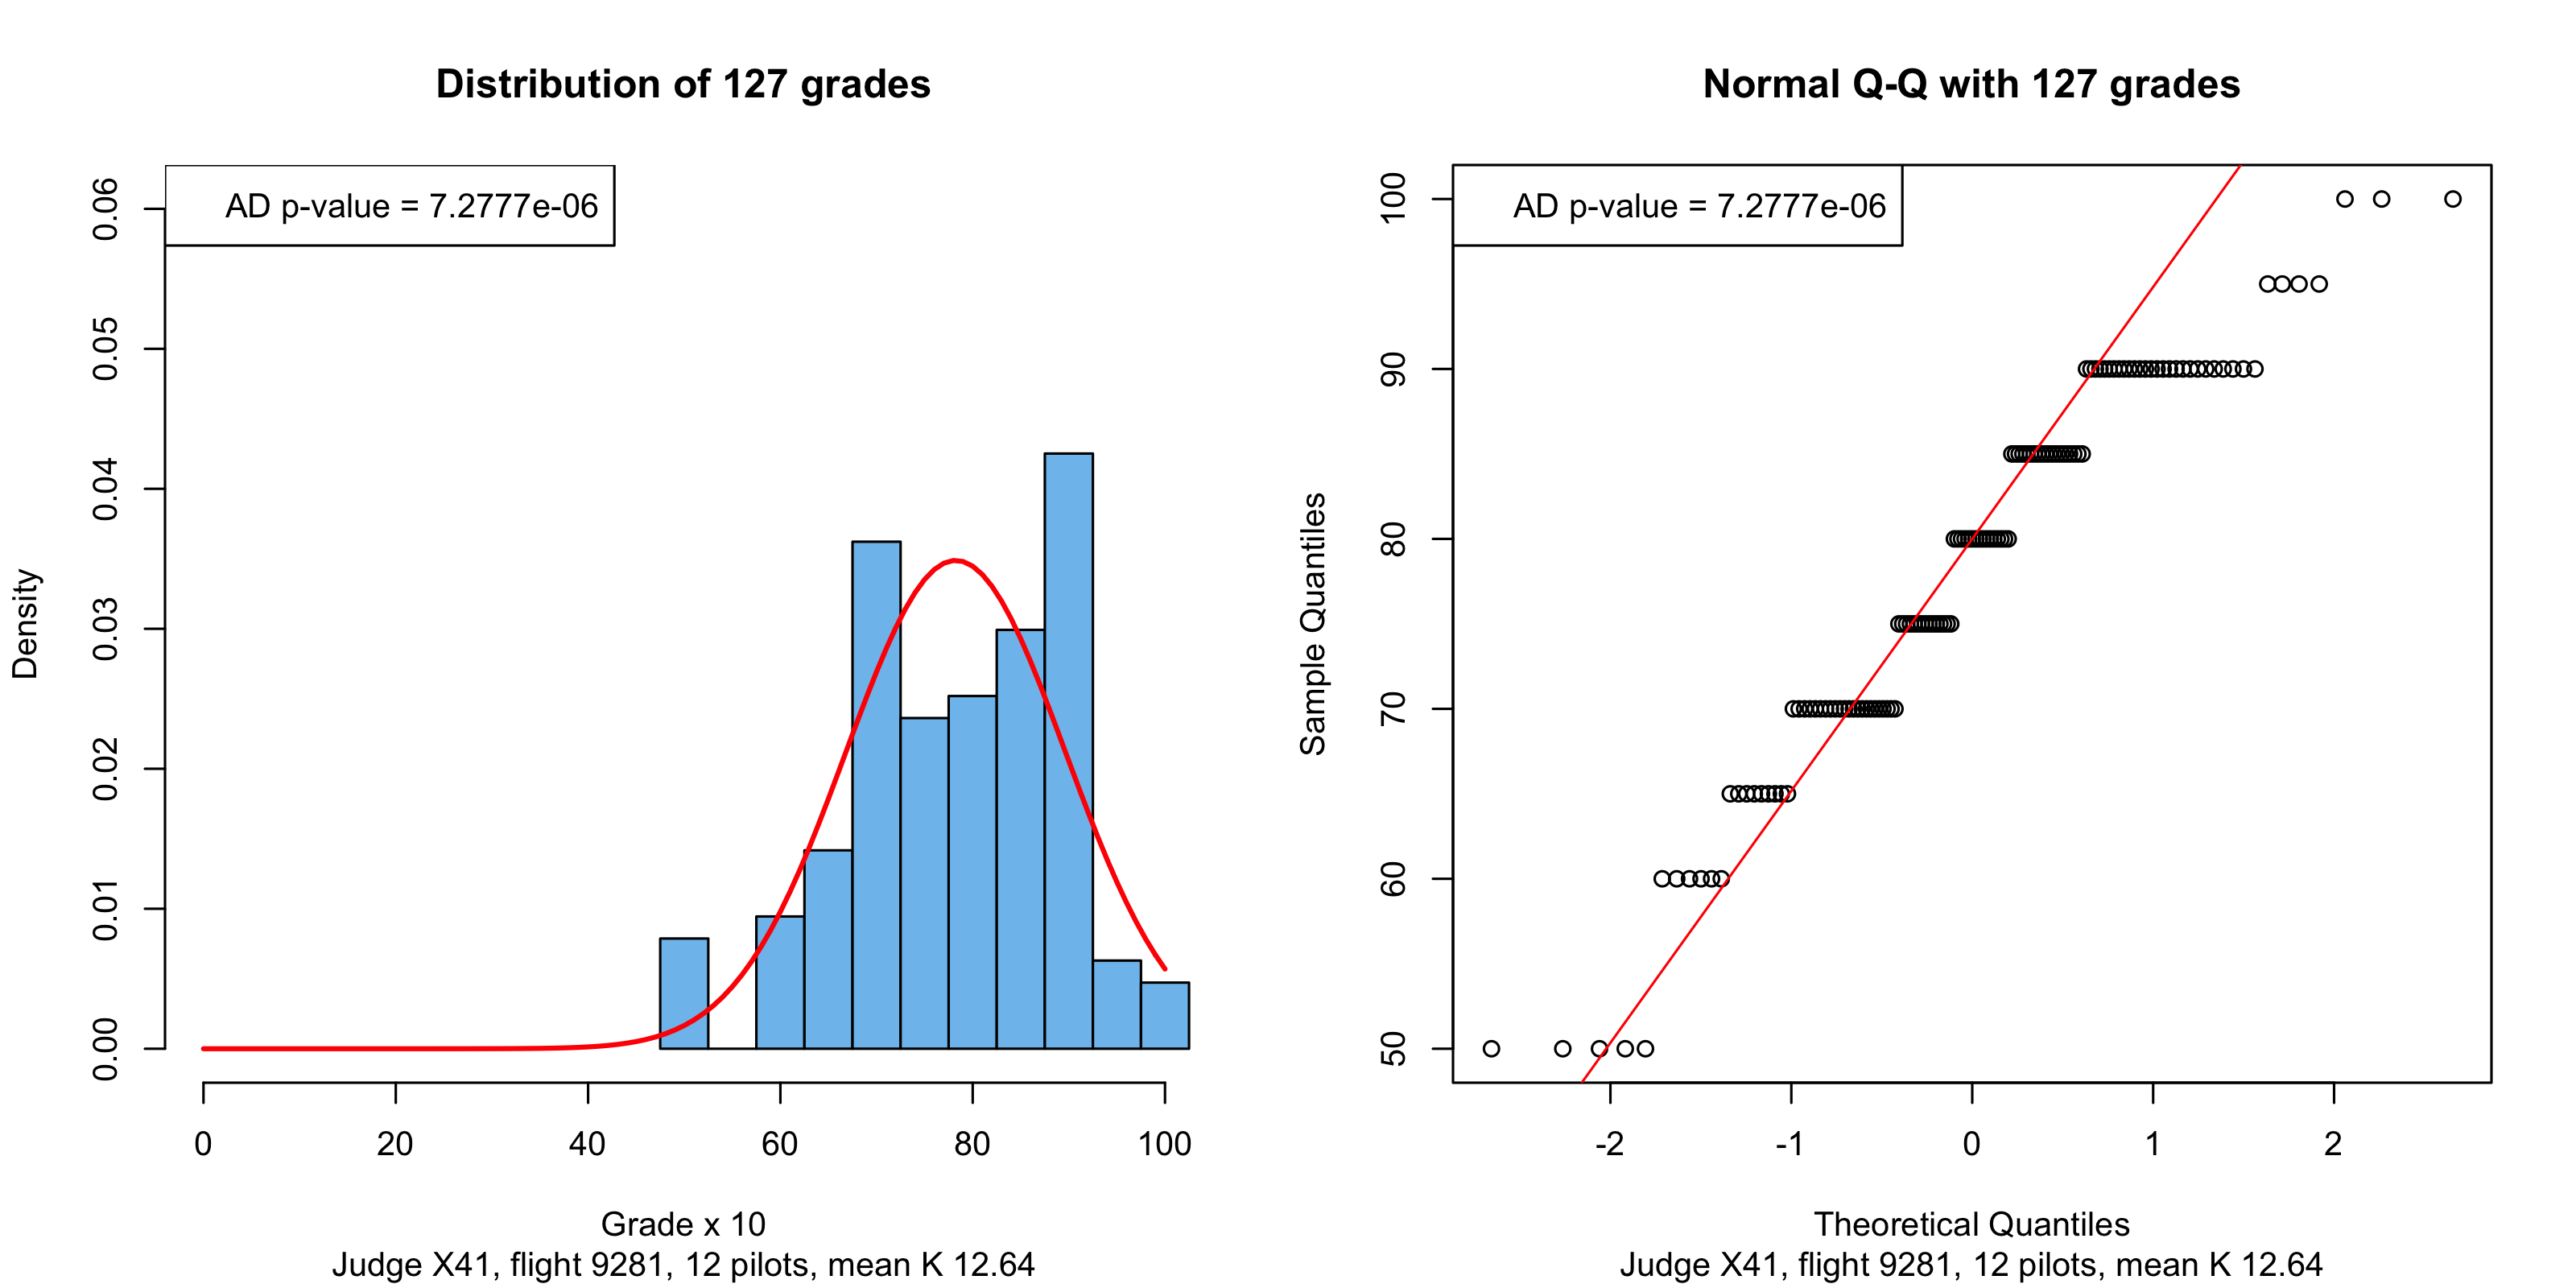 Distribution of 127 grades
AD p-value = 7.2777e-06
Density
0.00 0.01 0.02 0.03 0.04 0.05 0.06
0 20 40 60 80 100
Grade x 10
Judge X41, flight 9281, 12 pilots, mean K 12.64
Normal Q-Q with 127 grades
AD p-value = 7.2777e-06
Sample Quantiles
50 60 70 80 90 100
-2 -1 0 1 2
Theoretical Quantiles
Judge X41, flight 9281, 12 pilots, mean K 12.64